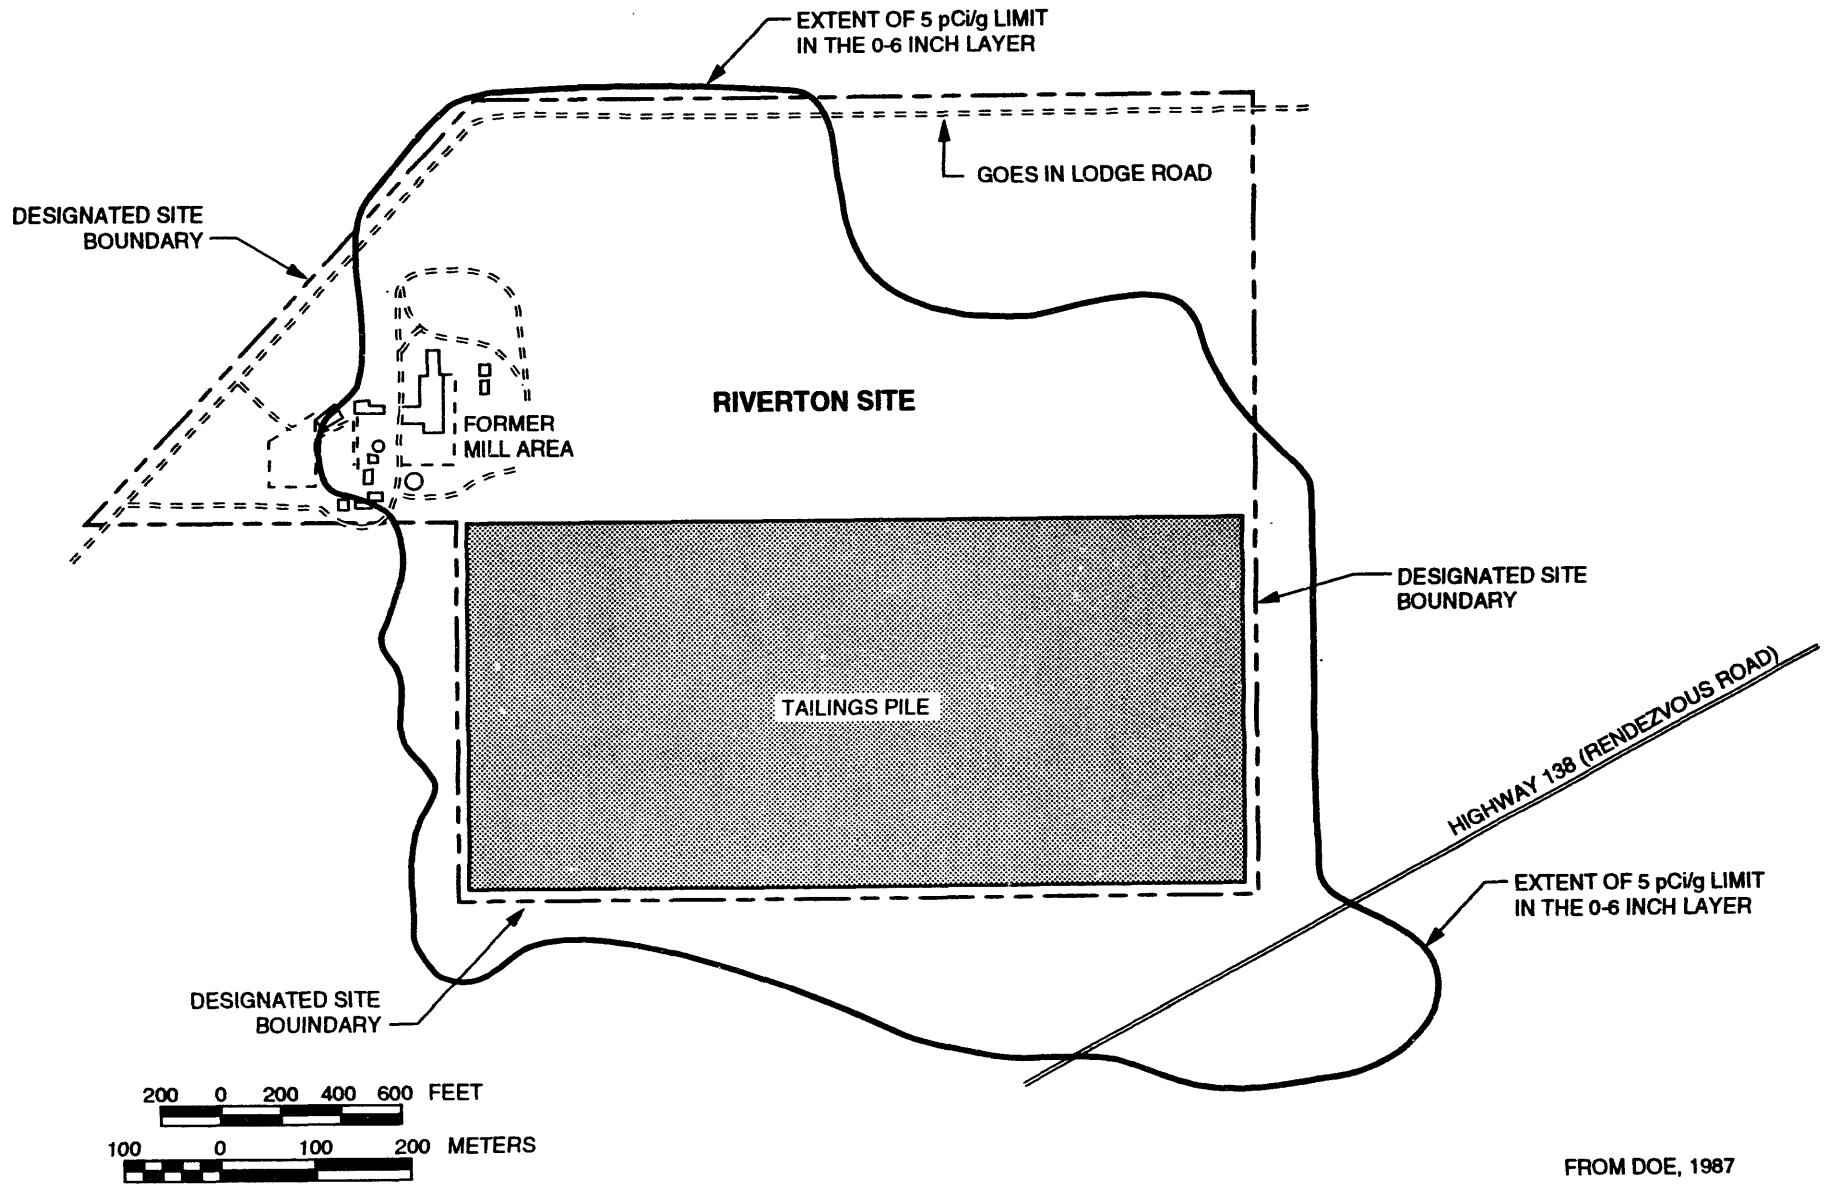 EXTENT OF 5 pCi/g LIMIT
IN THE 0-6 INCH LAYER
GOES IN LODGE ROAD
DESIGNATED SITE
BOUNDARY
RIVERTON SITE
FORMER
MILL AREA
DESIGNATED SITE
BOUNDARY
TAILINGS PILE
HIGHWAY 138 (RENDEZVOUS ROAD)
EXTENT OF 5 pCi/g LIMIT
IN THE 0-6 INCH LAYER
DESIGNATED SITE
BOUINDARY
200 0 200 400 600 FEET
100 0 100 200 METERS
FROM DOE, 1987